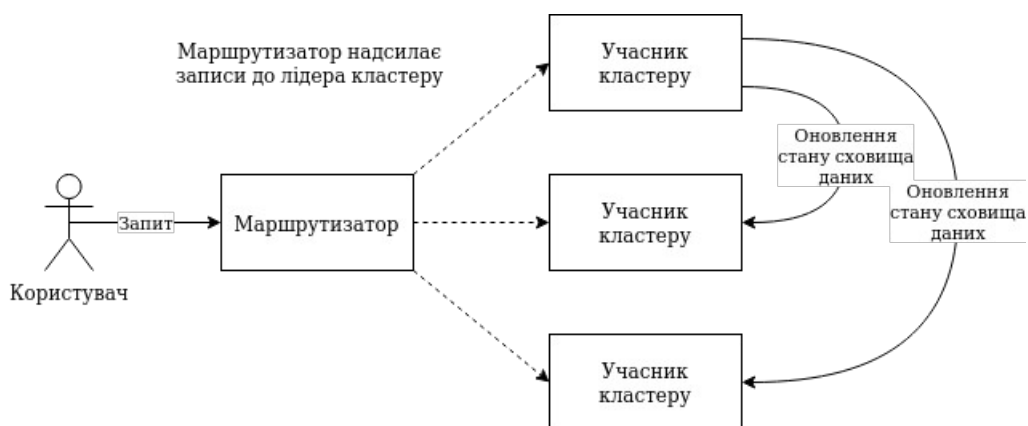 Маршрутизатор надсилає
записи до лідера кластеру
Учасник
кластеру
Оновлення
стану сховища
даних
Запит
Маршрутизатор
Учасник
кластеру
Оновлення
стану сховища
даних
Користувач
Учасник
кластеру